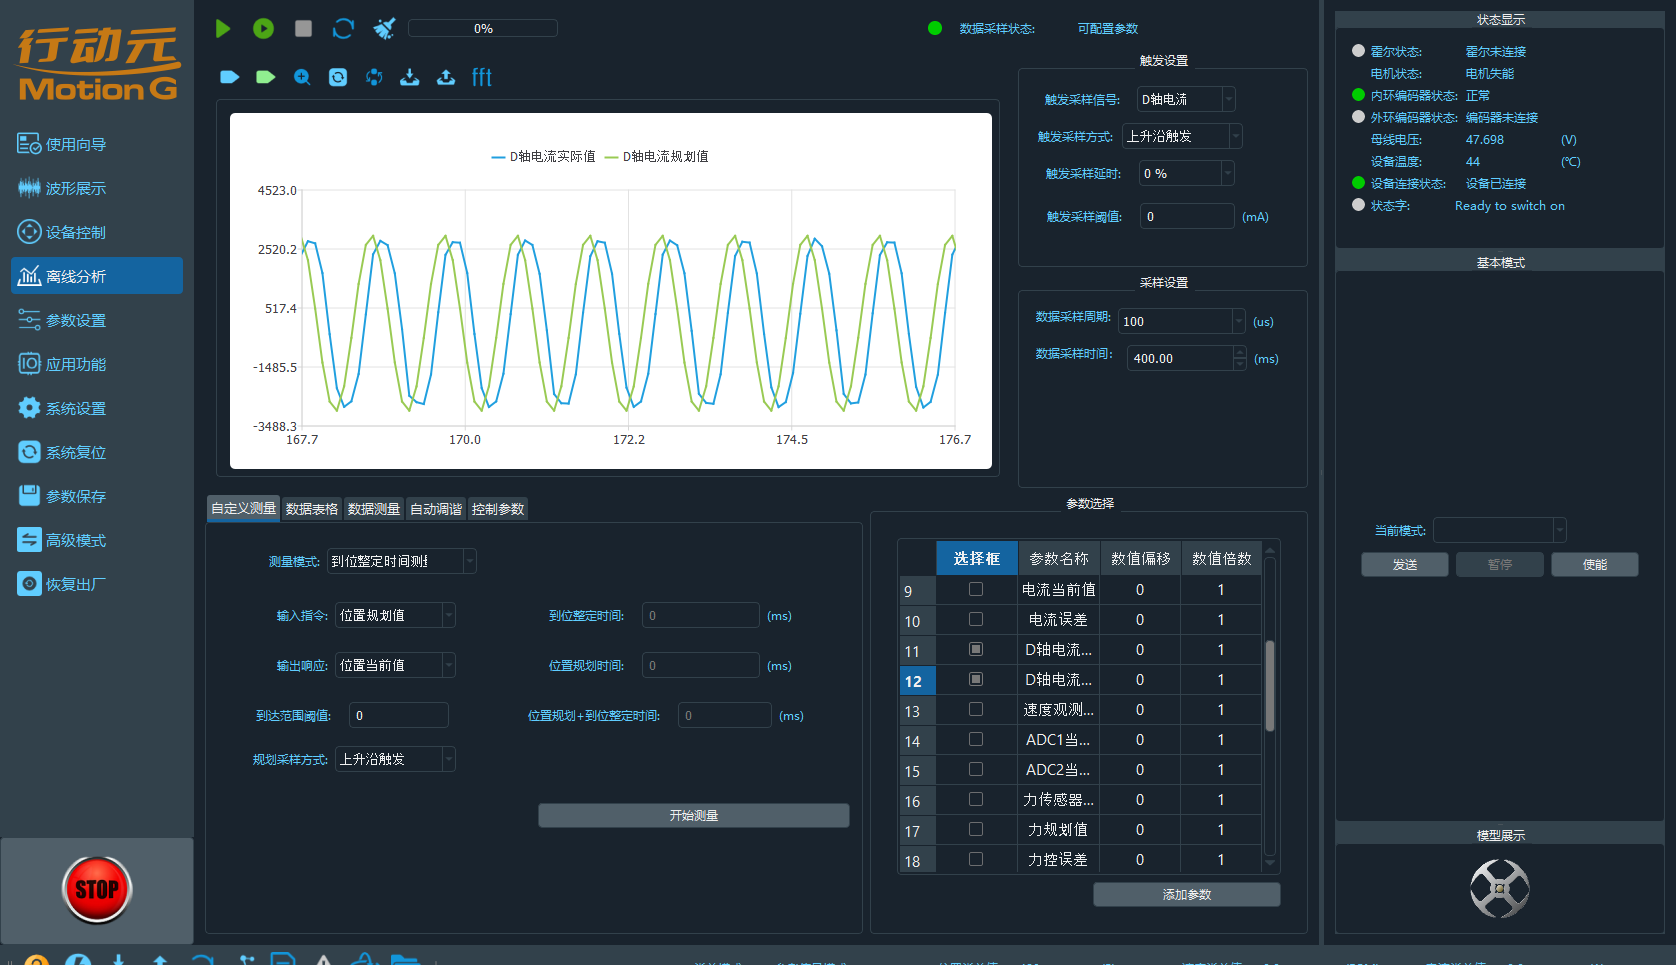 行动元
Motion G
使用向导
波形展示
设备控制
离线分析
参数设置
应用功能
系统设置
系统复位
参数保存
高级模式
恢复出厂
STOP
0%
fft
数据采样状态: 可配置参数
D轴电流实际值 D轴电流规划值
4523.0
2520.2
517.4
-1485.5
-3488.3
167.7 170.0 172.2 174.5 176.7
触发设置
触发采样信号: D轴电流
触发采样方式: 上升沿触发
触发采样延时: 0 %
触发采样阈值: 0 (mA)
采样设置
数据采样周期: 100 (us)
数据采样时间: 400.00 (ms)
自定义测量 数据表格 数据测量 自动调谐 控制参数
测量模式: 到位整定时间测量
输入指令: 位置规划值 到位整定时间: 0 (ms)
输出响应: 位置当前值 位置规划时间: 0 (ms)
到达范围阈值: 0 位置规划+到位整定时间: 0 (ms)
规划采样方式: 上升沿触发
开始测量
参数选择
选择框 参数名称 数值偏移 数值倍数
9 电流当前值 0 1
10 电流误差 0 1
11 D轴电流... 0 1
12 D轴电流... 0 1
13 速度观测... 0 1
14 ADC1当... 0 1
15 ADC2当... 0 1
16 力传感器... 0 1
17 力规划值 0 1
18 力控误差 0 1
添加参数
状态显示
霍尔状态: 霍尔未连接
电机状态: 电机失能
内环编码器状态: 正常
外环编码器状态: 编码器未连接
母线电压: 47.698 (V)
设备温度: 44 (℃)
设备连接状态: 设备已连接
状态字: Ready to switch on
基本模式
当前模式:
发送 暂停 使能
模型展示